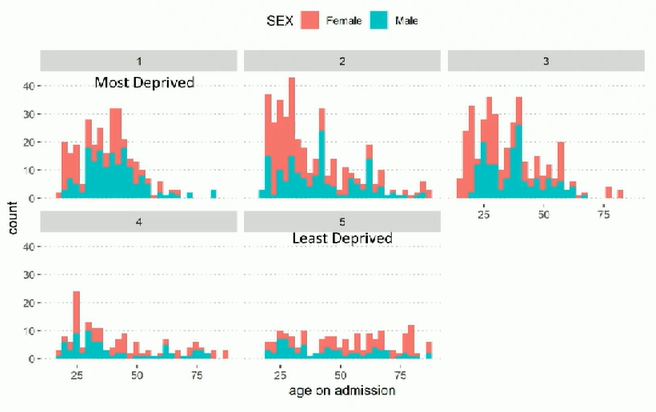 SEX Female Male
1 2 3
Most Deprived
40
30
20
10
0
25 50 75
count
4 5
Least Deprived
40
30
20
10
0
25 50 75 25 50 75
age on admission